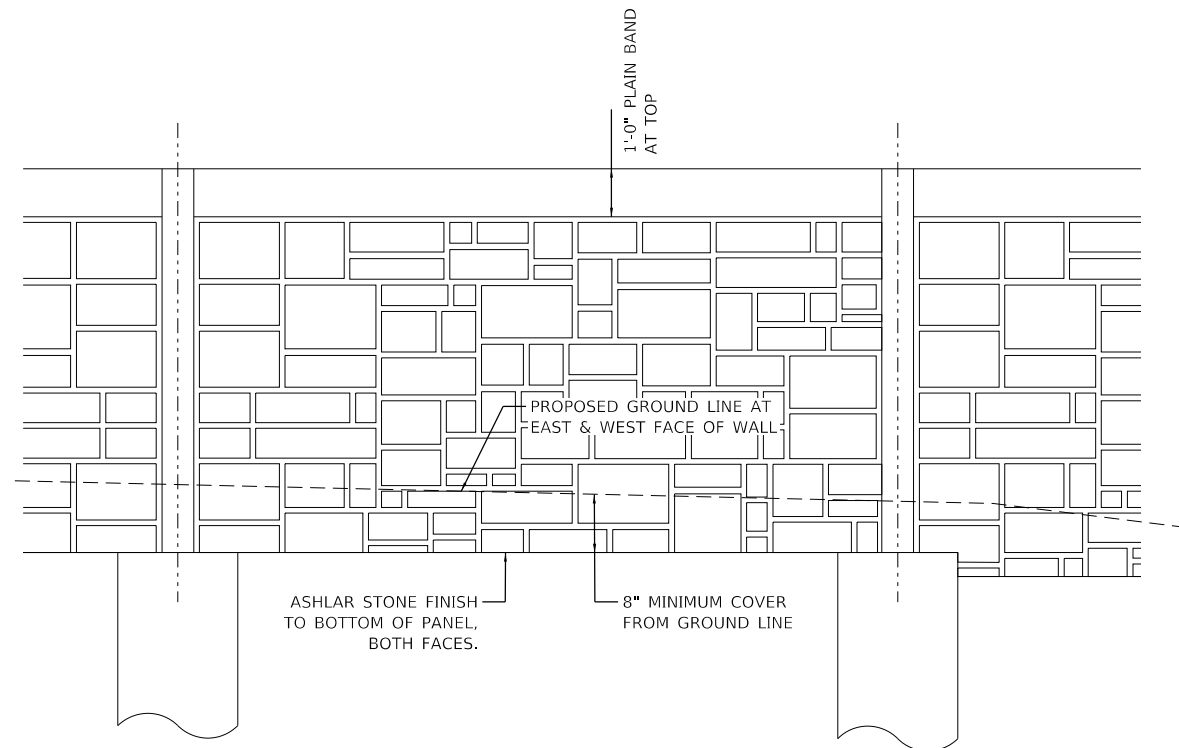 1'-0" PLAIN BAND
AT TOP
PROPOSED GROUND LINE AT
EAST & WEST FACE OF WALL
ASHLAR STONE FINISH
TO BOTTOM OF PANEL,
BOTH FACES.
8" MINIMUM COVER
FROM GROUND LINE